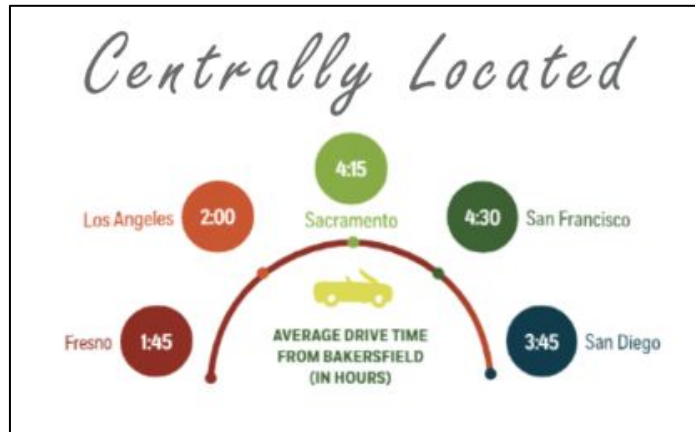 Centrally Located
4:15
Los Angeles 2:00 Sacramento 4:30 San Francisco
Fresno 1:45 AVERAGE DRIVE TIME 3:45 San Diego
FROM BAKERSFIELD
(IN HOURS)